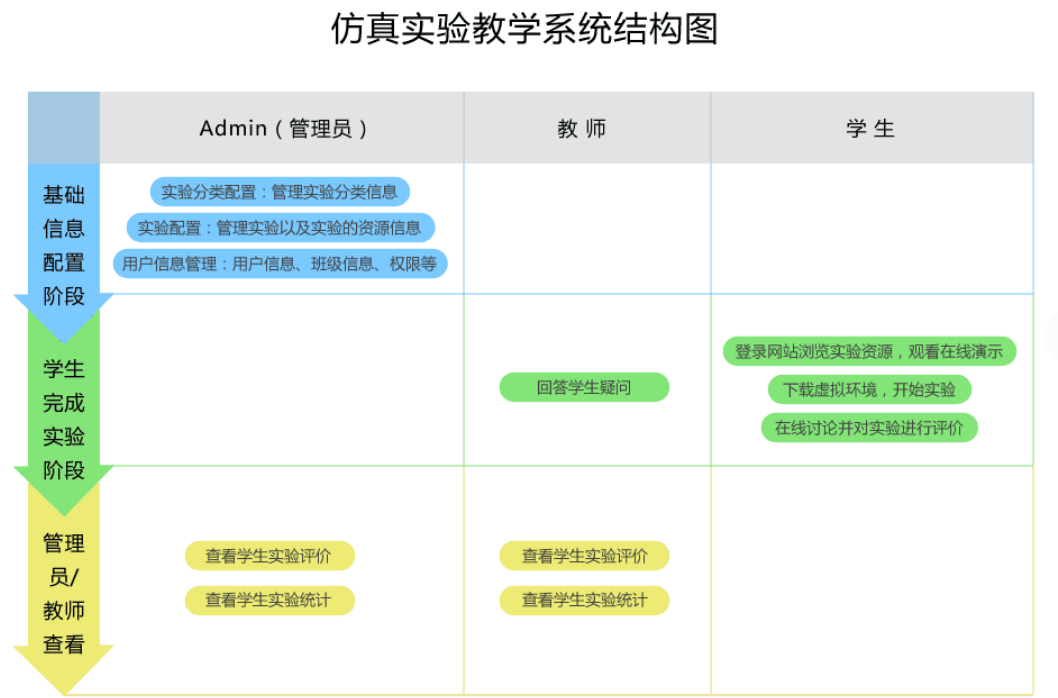 仿真实验教学系统结构图
Admin（管理员）
教师
学生
基础
信息
配置
阶段
实验分类配置：管理实验分类信息
实验配置：管理实验以及实验的资源信息
用户信息管理：用户信息、班级信息、权限等
学生
完成
实验
阶段
回答学生疑问
登录网站浏览实验资源，观看在线演示
下载虚拟环境，开始实验
在线讨论并对实验进行评价
管理
员/
教师
查看
查看学生实验评价
查看学生实验统计
查看学生实验评价
查看学生实验统计